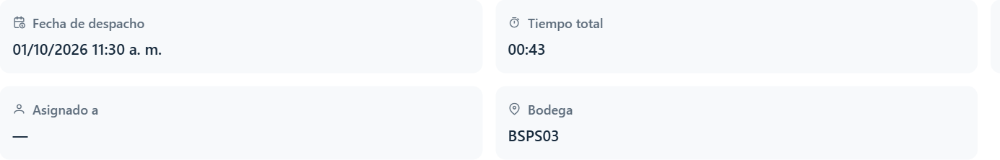 Fecha de despacho
01/10/2026 11:30 a. m.
Tiempo total
00:43
Asignado a
—
Bodega
BSPS03